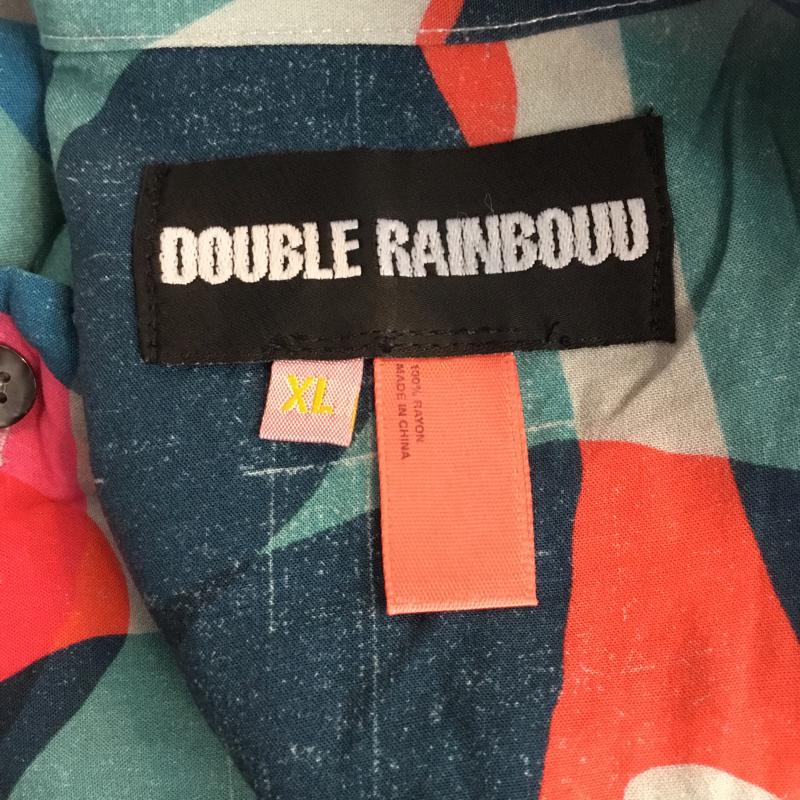 DOUBLE RAINBOUU
XL
100% RAYON
MADE IN CHINA